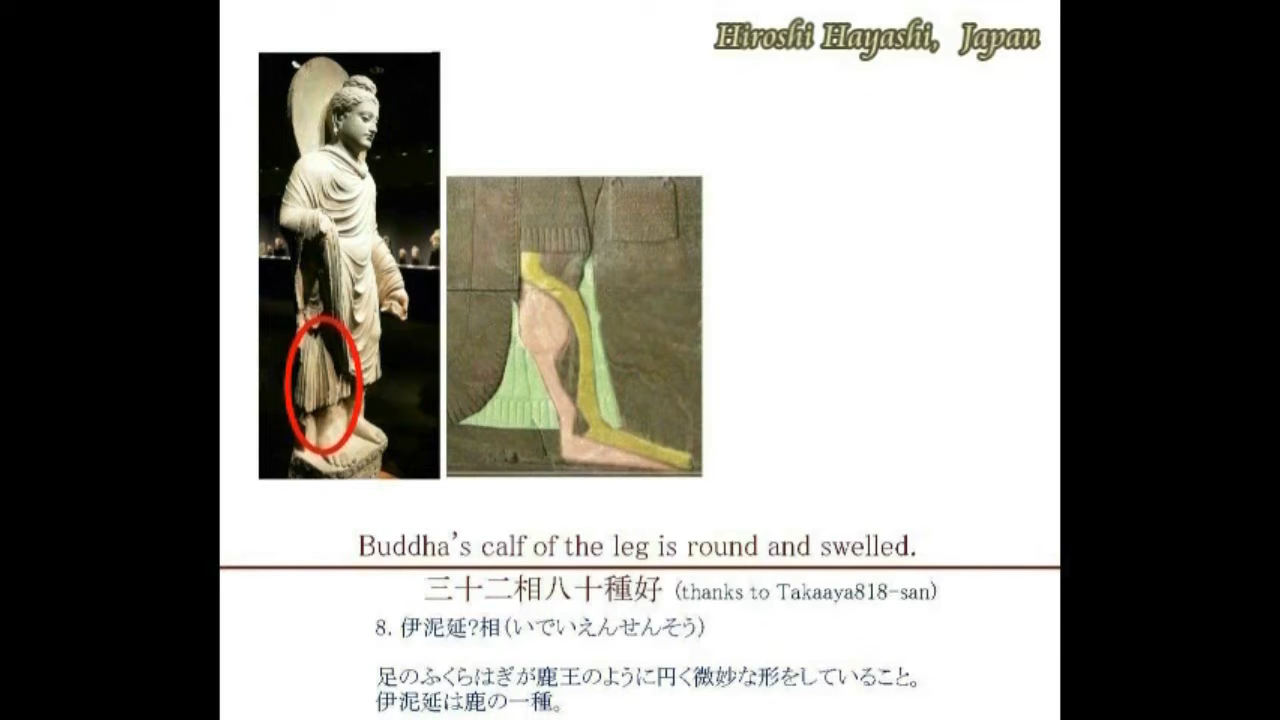 Hiroshi Hayashi, Japan
Buddha's calf of the leg is round and swelled.
三十二相八十種好 (thanks to Takaaya818-san)
8. 伊泥延?相(いでいえんせんそう)
足のふくらはぎが鹿王のように円く微妙な形をしていること。
伊泥延は鹿の一種。